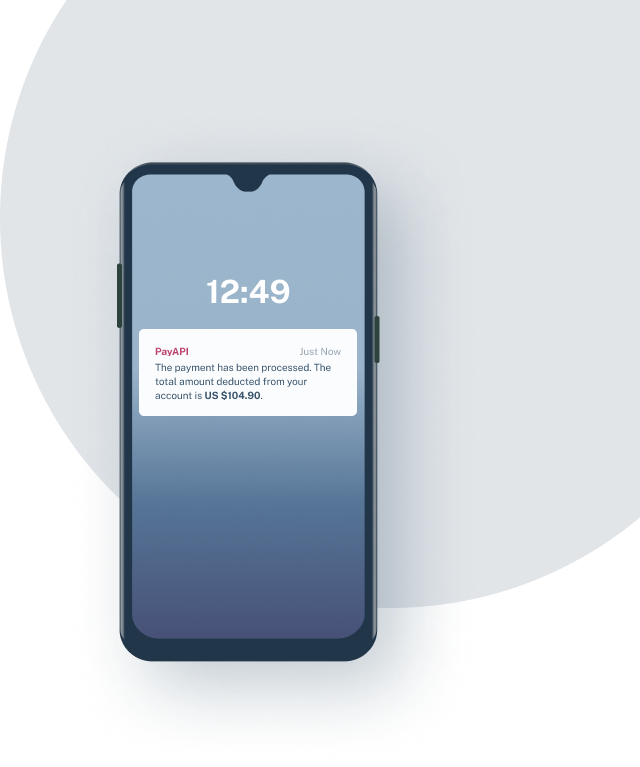 12:49
PayAPI Just Now
The payment has been processed. The
total amount deducted from your
account is US $104.90.